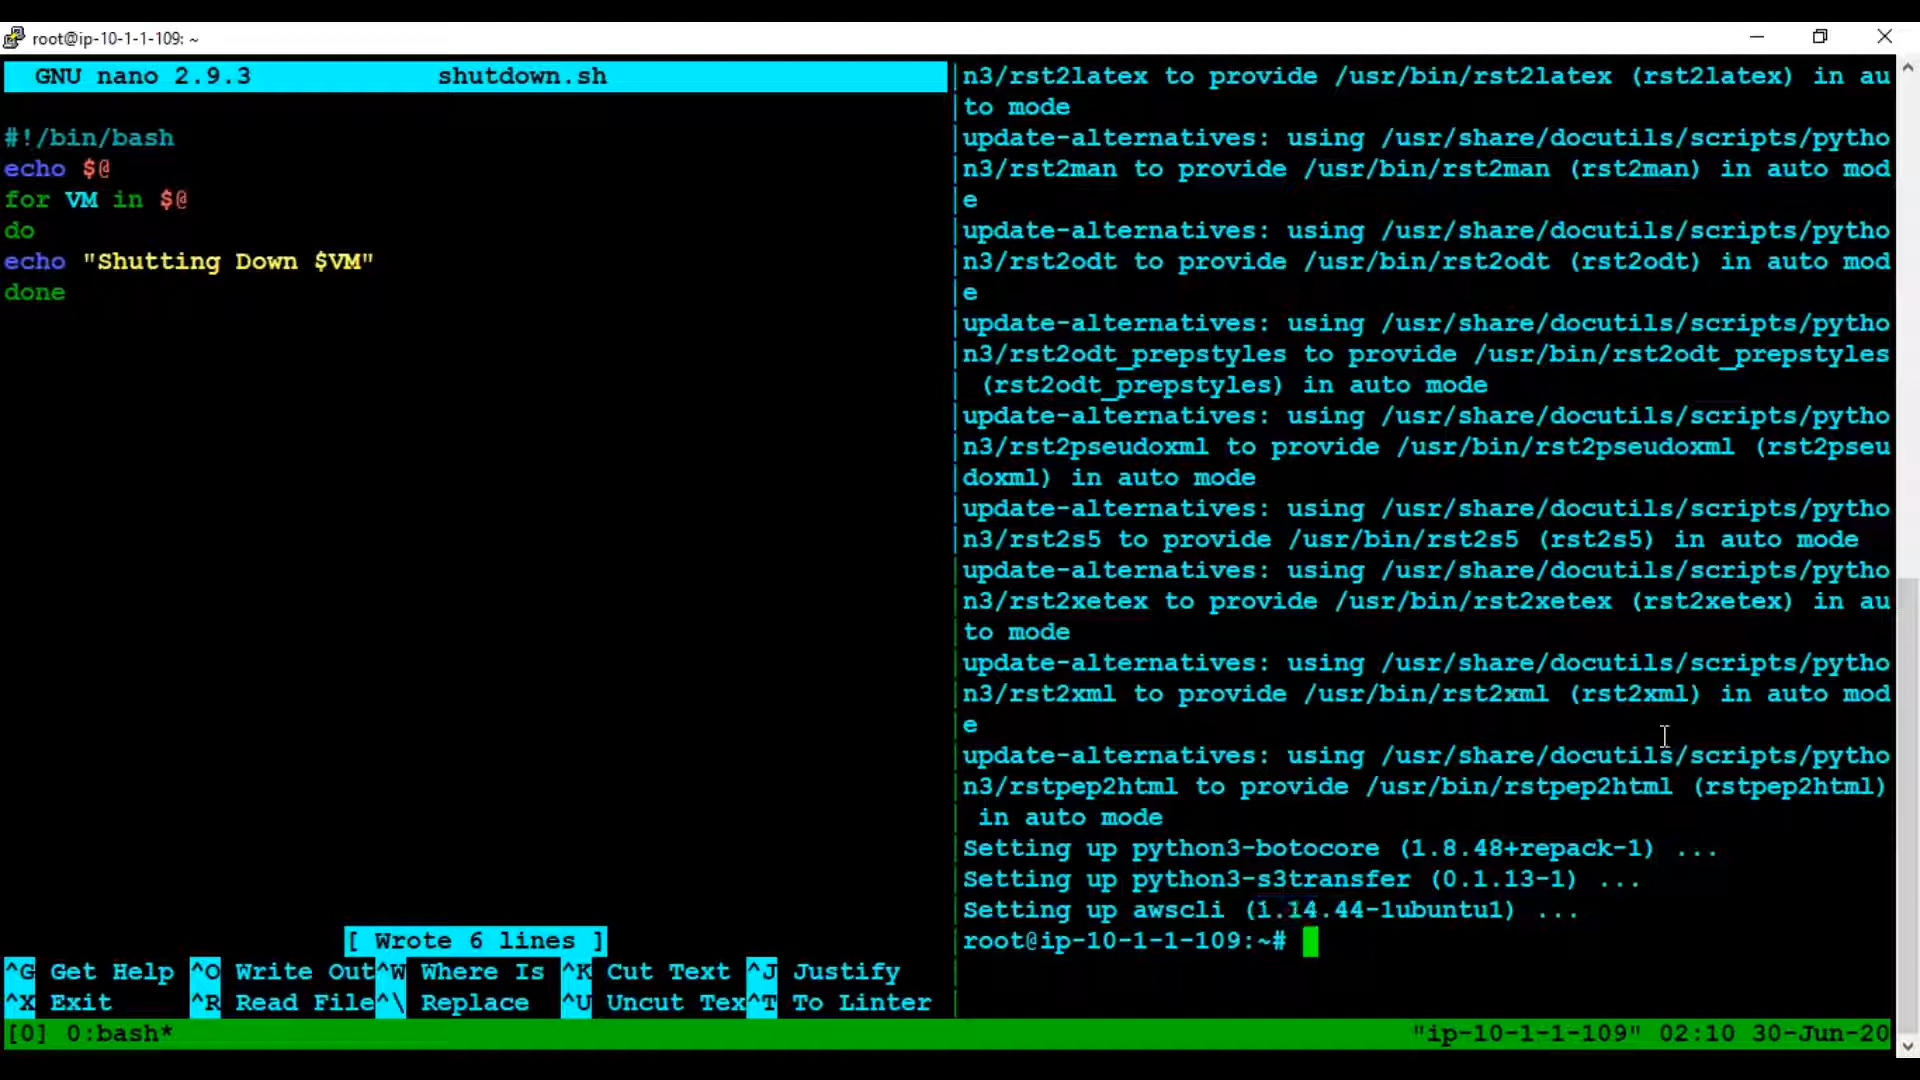 root@ip-10-1-1-109: ~
GNU nano 2.9.3 shutdown.sh
#!/bin/bash
echo $@
for VM in $@
do
echo "Shutting Down $VM"
done
[ Wrote 6 lines ]
^G Get Help ^O Write Out^W Where Is ^K Cut Text ^J Justify
^X Exit ^R Read File^\ Replace ^U Uncut Tex^T To Linter
n3/rst2latex to provide /usr/bin/rst2latex (rst2latex) in au
to mode
update-alternatives: using /usr/share/docutils/scripts/pytho
n3/rst2man to provide /usr/bin/rst2man (rst2man) in auto mod
e
update-alternatives: using /usr/share/docutils/scripts/pytho
n3/rst2odt to provide /usr/bin/rst2odt (rst2odt) in auto mod
e
update-alternatives: using /usr/share/docutils/scripts/pytho
n3/rst2odt_prepstyles to provide /usr/bin/rst2odt_prepstyles
(rst2odt_prepstyles) in auto mode
update-alternatives: using /usr/share/docutils/scripts/pytho
n3/rst2pseudoxml to provide /usr/bin/rst2pseudoxml (rst2pseu
doxml) in auto mode
update-alternatives: using /usr/share/docutils/scripts/pytho
n3/rst2s5 to provide /usr/bin/rst2s5 (rst2s5) in auto mode
update-alternatives: using /usr/share/docutils/scripts/pytho
n3/rst2xetex to provide /usr/bin/rst2xetex (rst2xetex) in au
to mode
update-alternatives: using /usr/share/docutils/scripts/pytho
n3/rst2xml to provide /usr/bin/rst2xml (rst2xml) in auto mod
e
update-alternatives: using /usr/share/docutils/scripts/pytho
n3/rstpep2html to provide /usr/bin/rstpep2html (rstpep2html)
in auto mode
Setting up python3-botocore (1.8.48+repack-1) ...
Setting up python3-s3transfer (0.1.13-1) ...
Setting up awscli (1.14.44-1ubuntu1) ...
root@ip-10-1-1-109:~#
[0] 0:bash* "ip-10-1-1-109" 02:10 30-Jun-20